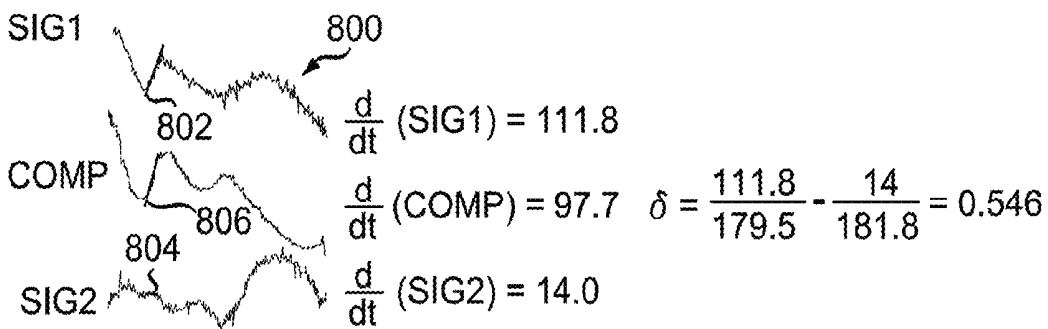 SIG1
800
802
d/dt (SIG1) = 111.8
COMP
806
d/dt (COMP) = 97.7 δ = 111.8/179.5 - 14/181.8 = 0.546
804
SIG2
d/dt (SIG2) = 14.0